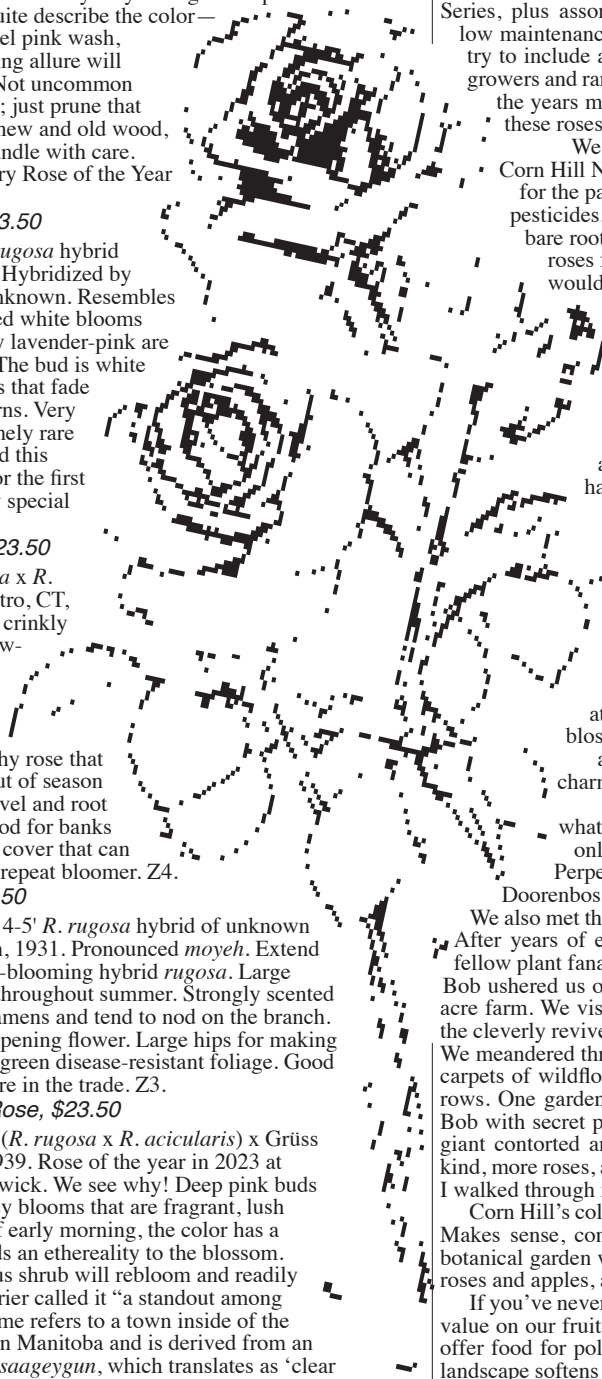 uite describe the color—
el pink wash,
ng allure will
Not uncommon
; just prune that
new and old wood,
ndle with care.
ry Rose of the Year
3.50
rugosa hybrid
Hybridized by
nknown. Resembles
ed white blooms
y lavender-pink are
The bud is white
s that fade
rns. Very
nely rare
d this
or the first
y special
23.50
a x R.
tro, CT,
crinkly
w-
hy rose that
ut of season
vel and root
od for banks
cover that can
repeat bloomer. Z4.
50
4-5' R. rugosa hybrid of unknown
n, 1931. Pronounced moyeh. Extend
-blooming hybrid rugosa. Large
throughout summer. Strongly scented
amens and tend to nod on the branch.
pening flower. Large hips for making
green disease-resistant foliage. Good
re in the trade. Z3.
Rose, $23.50
(R. rugosa x R. acicularis) x Grüss
939. Rose of the year in 2023 at
wick. We see why! Deep pink buds
y blooms that are fragrant, lush
f early morning, the color has a
ds an ethereality to the blossom.
us shrub will rebloom and readily
rier called it “a standout among
me refers to a town inside of the
n Manitoba and is derived from an
saageygun, which translates as ‘clear
Series, plus assor
low maintenanc
try to include a
growers and ran
the years m
these roses
We
Corn Hill N
for the pa
pesticides.
bare root
roses
would
a
ha
at
blos
a
charn
what
onl
Perpe
Doorenbos
We also met th
After years of e
fellow plant fana
Bob ushered us o
acre farm. We vis
the cleverly revive
We meandered thr
carpets of wildflo
rows. One garden
Bob with secret p
giant contorted an
kind, more roses, a
I walked through
Corn Hill’s col
Makes sense, con
botanical garden w
roses and apples, a
If you’ve never
value on our fruit
offer food for pol
landscape softens